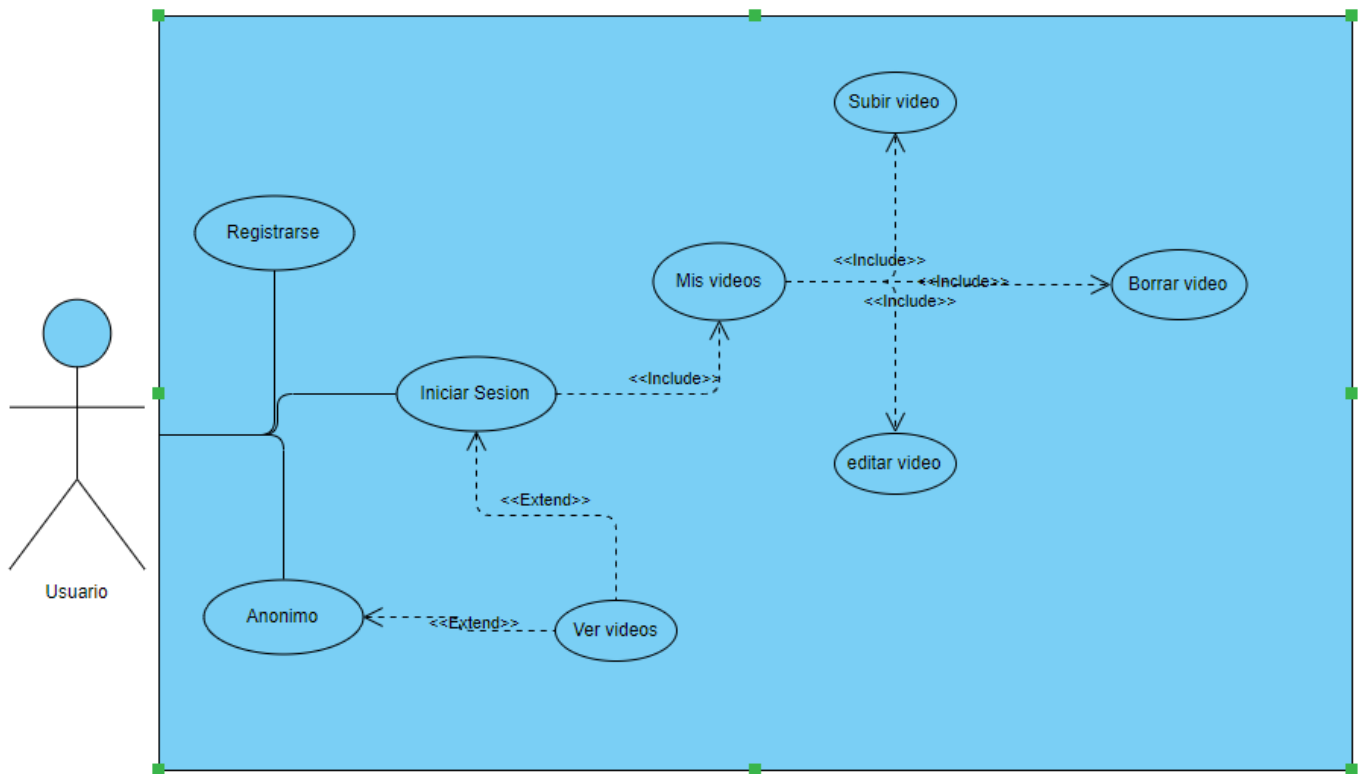 Subir video
Registrarse
<<Include>>
Mis videos
<<Include>>
Borrar video
<<Include>>
<<Include>>
Iniciar Sesion
editar video
<<Extend>>
Usuario
Anonimo
<<Extend>>
Ver videos